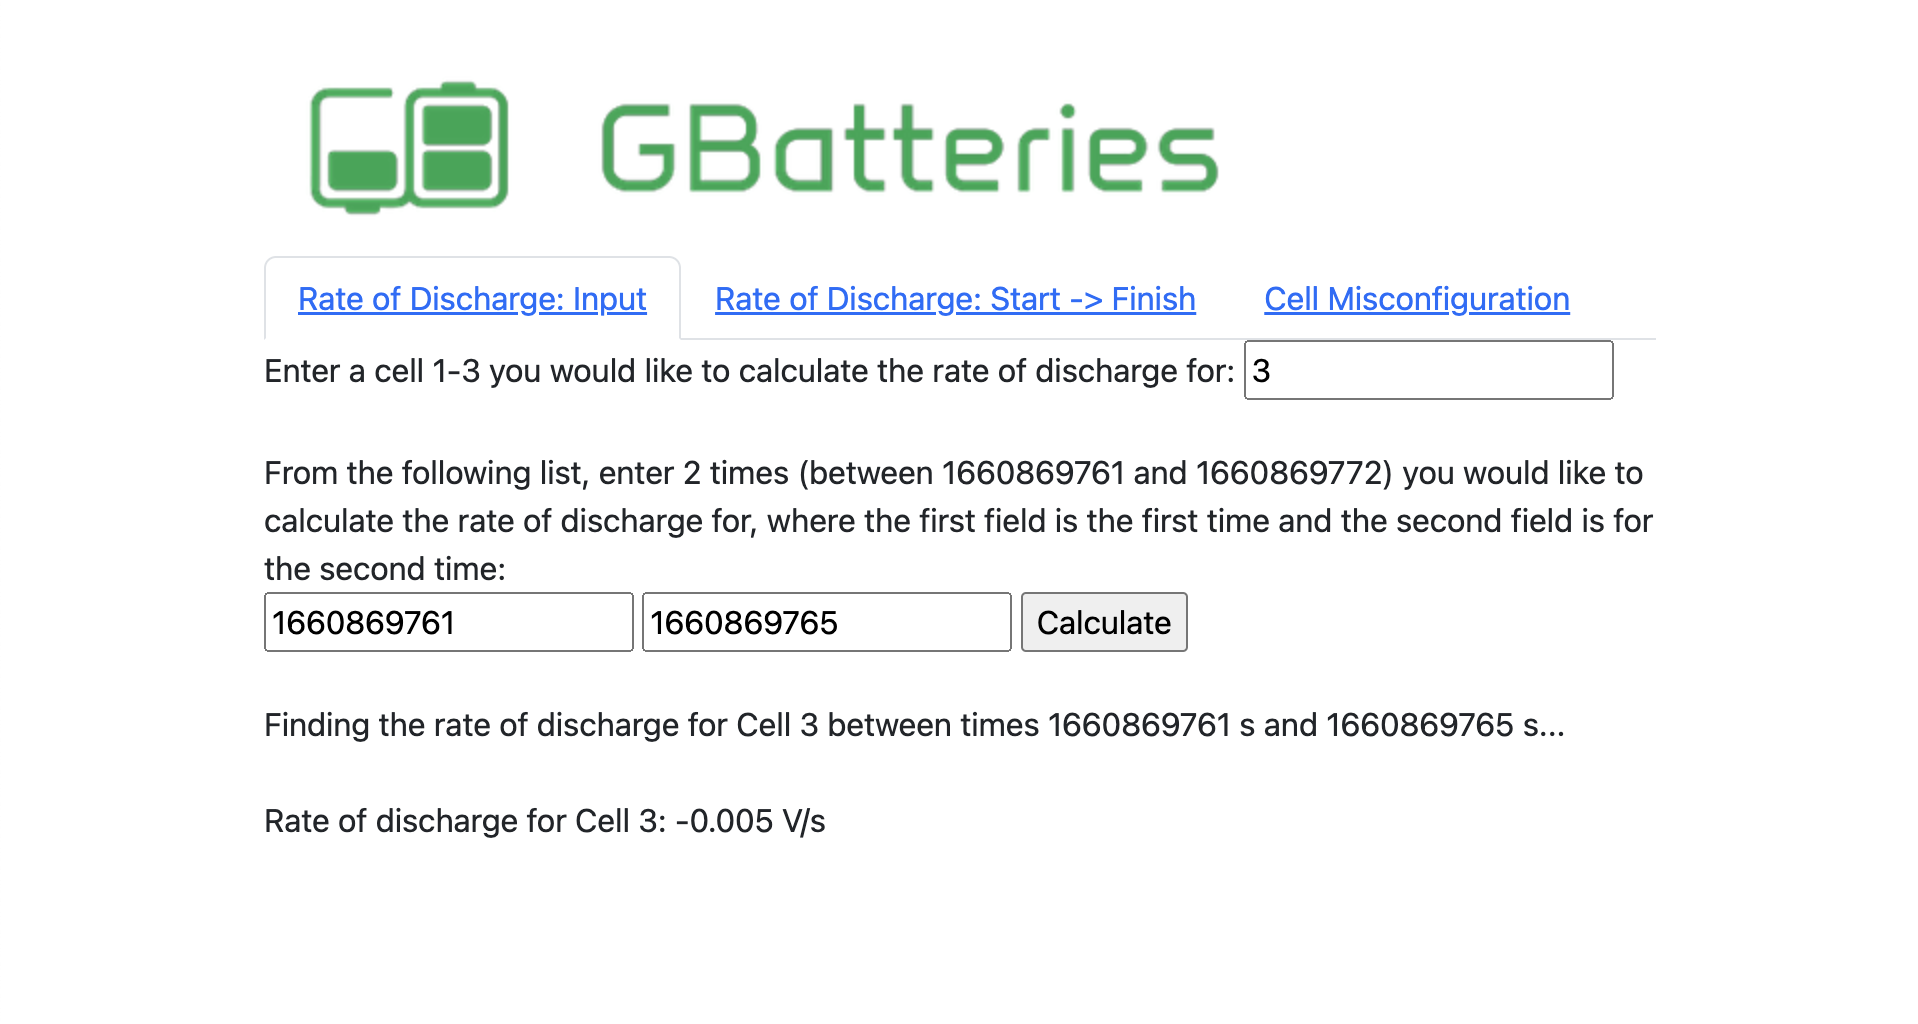 GBatteries
Rate of Discharge: Input
Rate of Discharge: Start -> Finish
Cell Misconfiguration
Enter a cell 1-3 you would like to calculate the rate of discharge for: 3
From the following list, enter 2 times (between 1660869761 and 1660869772) you would like to
calculate the rate of discharge for, where the first field is the first time and the second field is for
the second time:
1660869761 1660869765 Calculate
Finding the rate of discharge for Cell 3 between times 1660869761 s and 1660869765 s...
Rate of discharge for Cell 3: -0.005 V/s